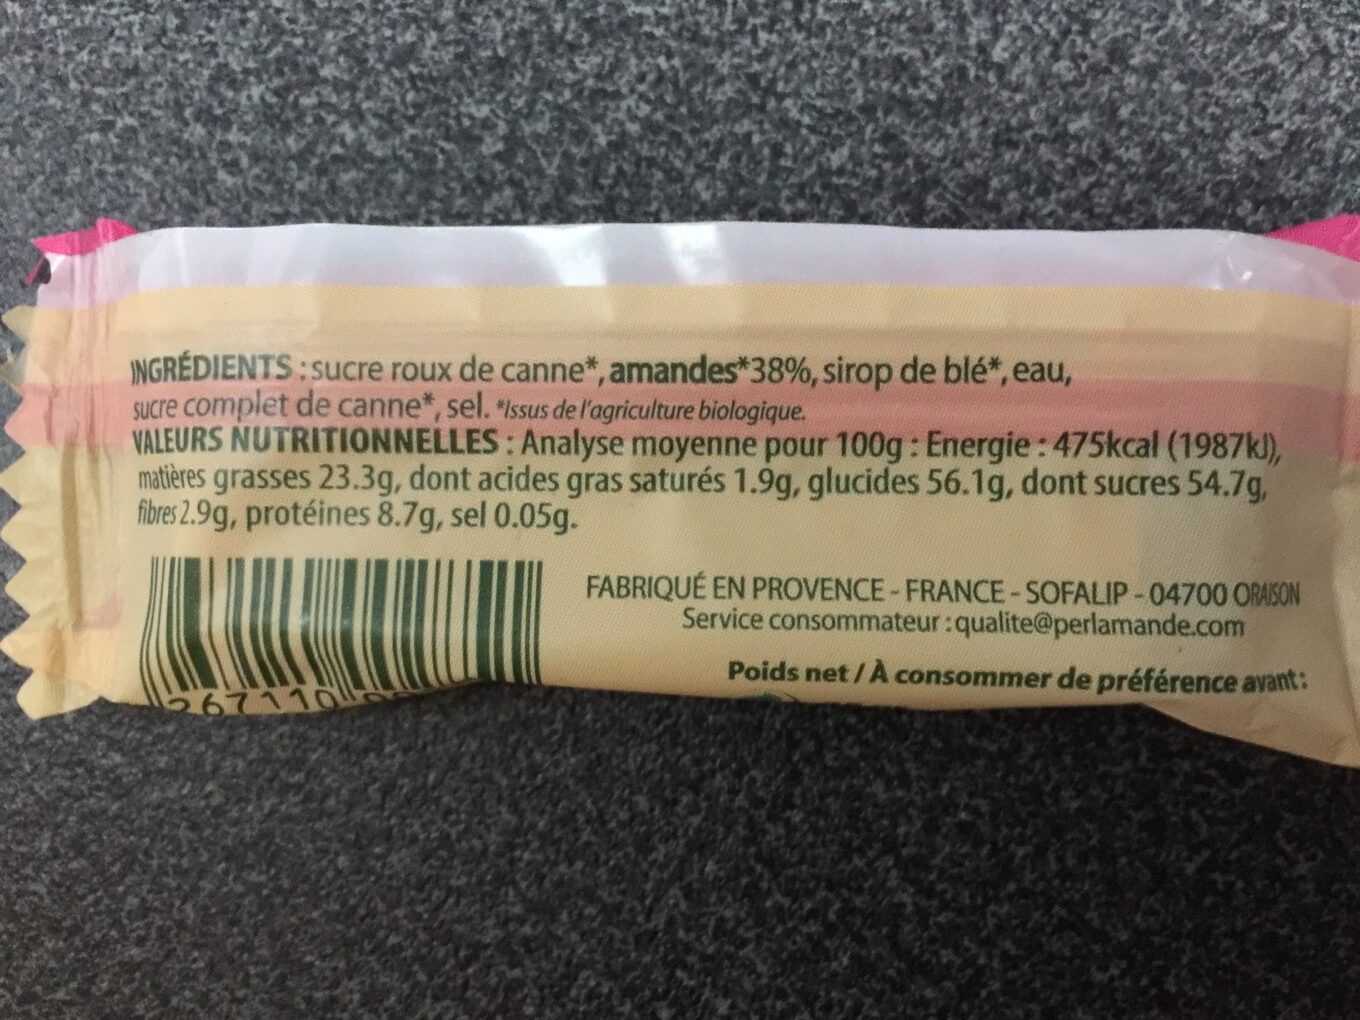 INGRÉDIENTS : sucre roux de canne*, amandes*38%, sirop de blé*, eau,
sucre complet de canne*, sel. *Issus de l'agriculture biologique.
VALEURS NUTRITIONNELLES : Analyse moyenne pour 100g : Energie : 475kcal (1987kJ),
matières grasses 23.3g, dont acides gras saturés 1.9g, glucides 56.1g, dont sucres 54.7g,
fibres 2.9g, protéines 8.7g, sel 0.05g.
FABRIQUÉ EN PROVENCE - FRANCE - SOFALIP - 04700 ORAISON
Service consommateur : qualite@perlamande.com
Poids net / À consommer de préférence avant :